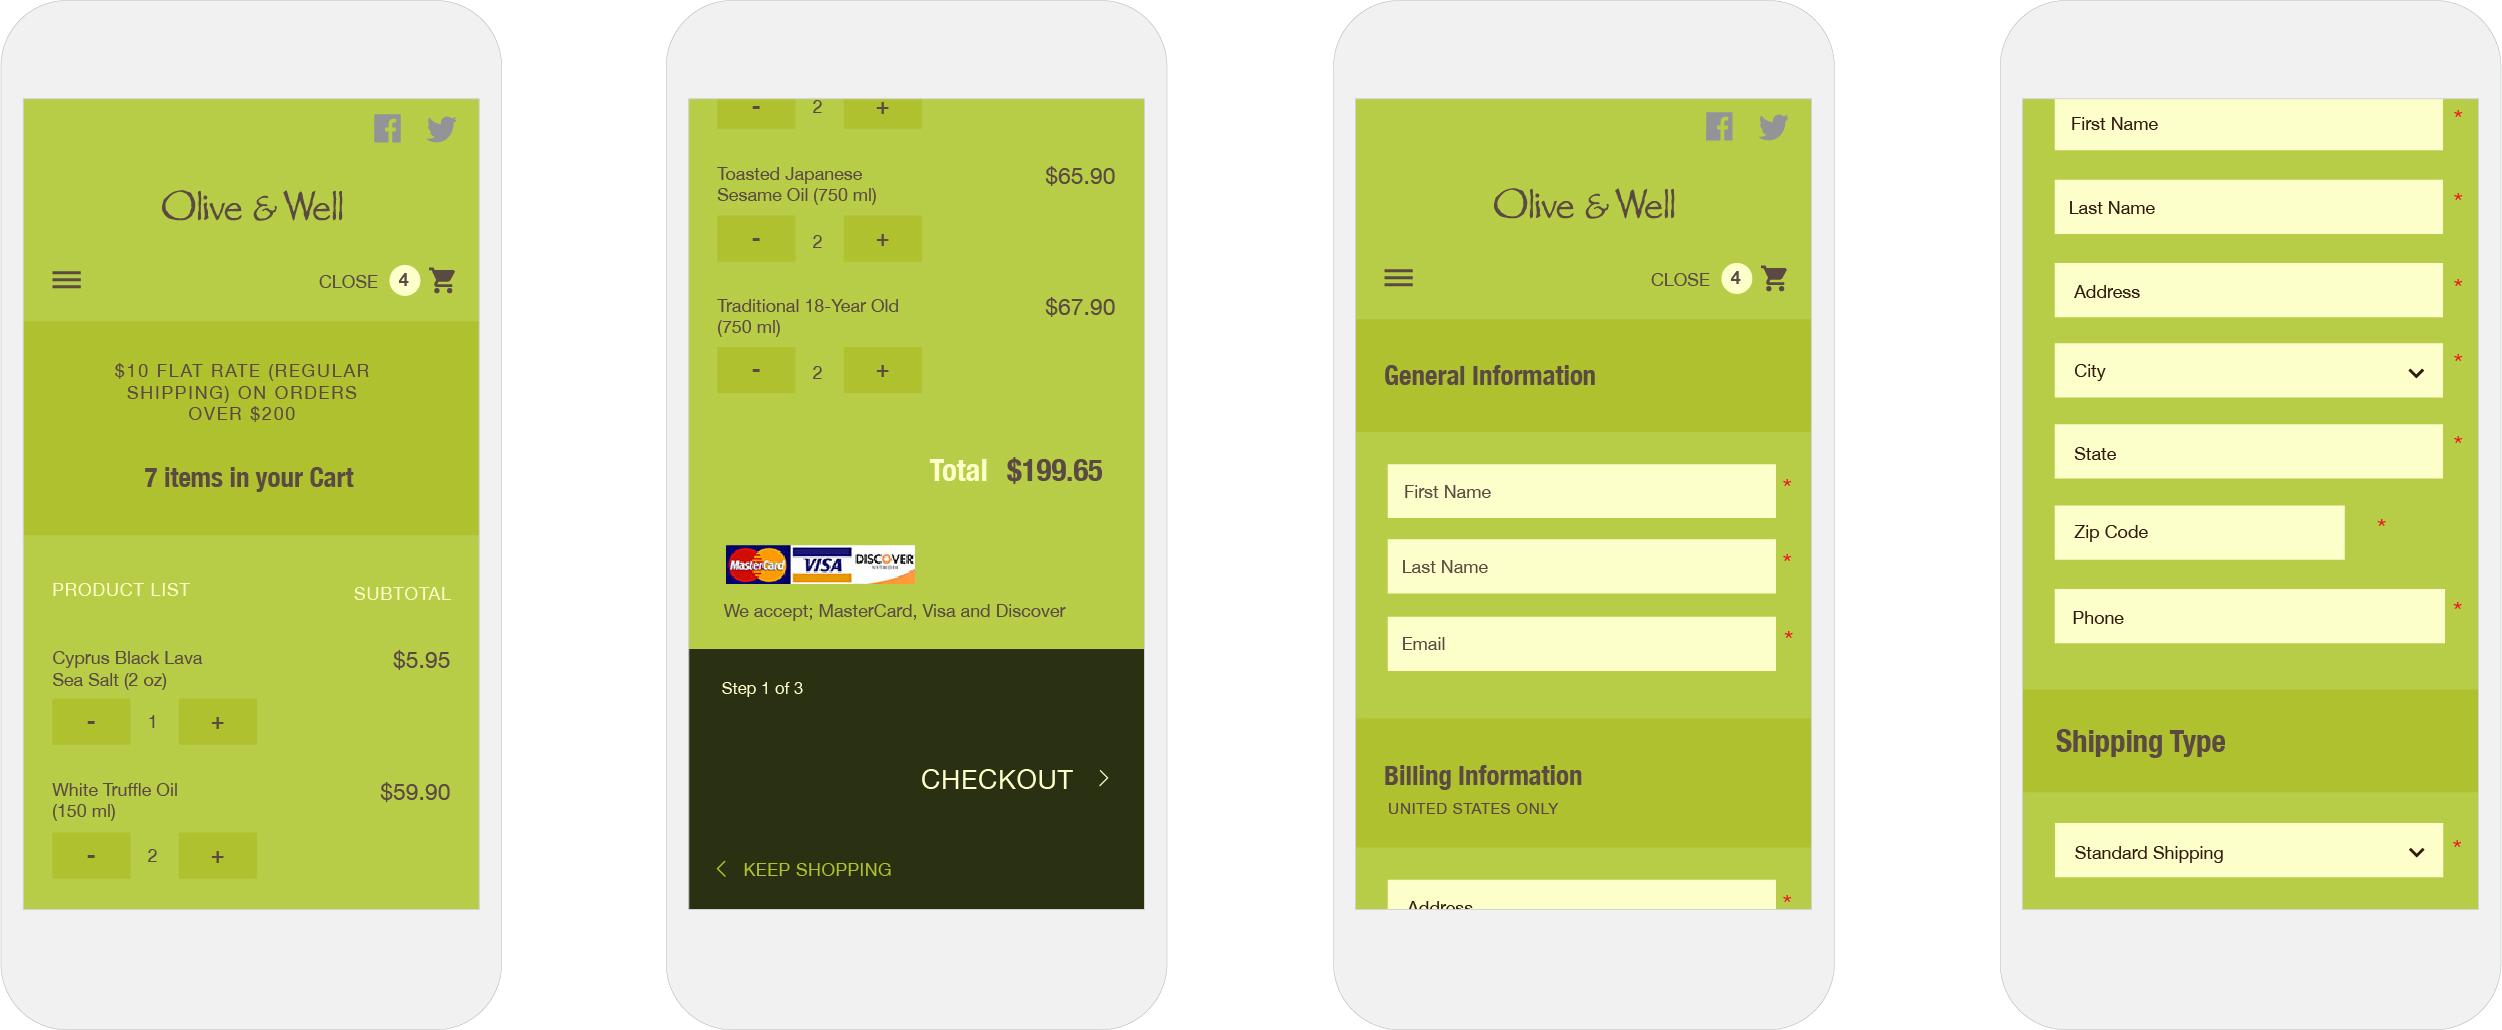 Olive & Well
CLOSE 4
$10 FLAT RATE (REGULAR
SHIPPING) ON ORDERS
OVER $200
7 items in your Cart
PRODUCT LIST SUBTOTAL
Cyprus Black Lava $5.95
Sea Salt (2 oz)
- 1 +
White Truffle Oil $59.90
(150 ml)
- 2 +
- 2 +
Toasted Japanese $65.90
Sesame Oil (750 ml)
- 2 +
Traditional 18-Year Old $67.90
(750 ml)
- 2 +
Total $199.65
MasterCard VISA DISCOVER
We accept; MasterCard, Visa and Discover
Step 1 of 3
CHECKOUT
KEEP SHOPPING
Olive & Well
CLOSE 4
General Information
First Name *
Last Name *
Email *
Billing Information
UNITED STATES ONLY
Address *
First Name *
Last Name *
Address *
City *
State *
Zip Code *
Phone *
Shipping Type
Standard Shipping *